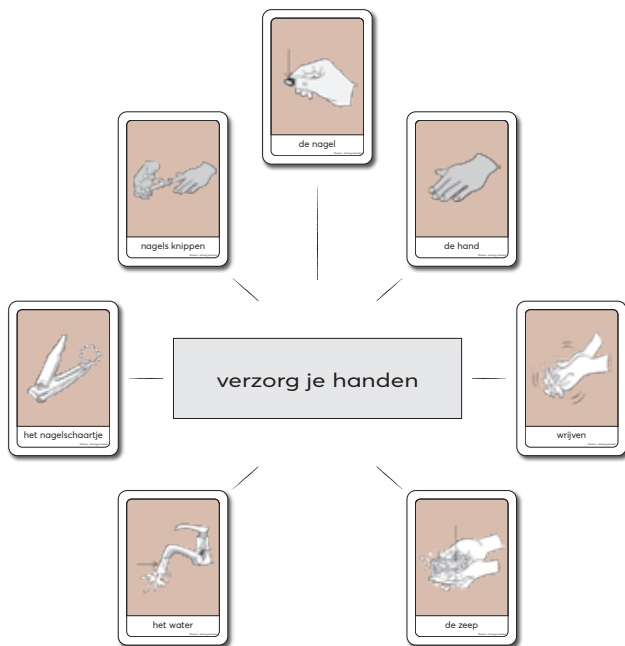 de nagel
nagels knippen
de hand
het nagelschaartje
verzorg je handen
wrijven
het water
de zeep